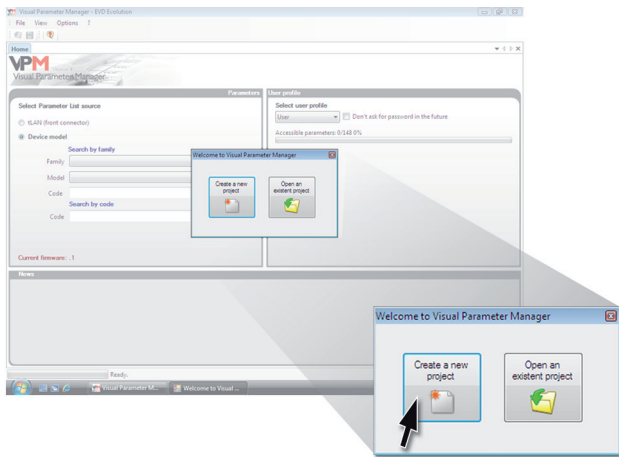 Visual Parameter Manager - EVD Evolution
File View Options ?
Home
VPM
Visual Parameter Manager
Parameters
Select Parameter List source
tLAN (front connector)
Device model
Search by family
Family
Model
Code
Search by code
Code
Current firmware: .1
User profile
Select user profile
User
Don't ask for password in the future
Accessible parameters: 0/148 0%
Welcome to Visual Parameter Manager
Create a new
project
Open an
existent project
News
Ready.
Visual Parameter M...
Welcome to Visual ...
Welcome to Visual Parameter Manager
Create a new
project
Open an
existent project